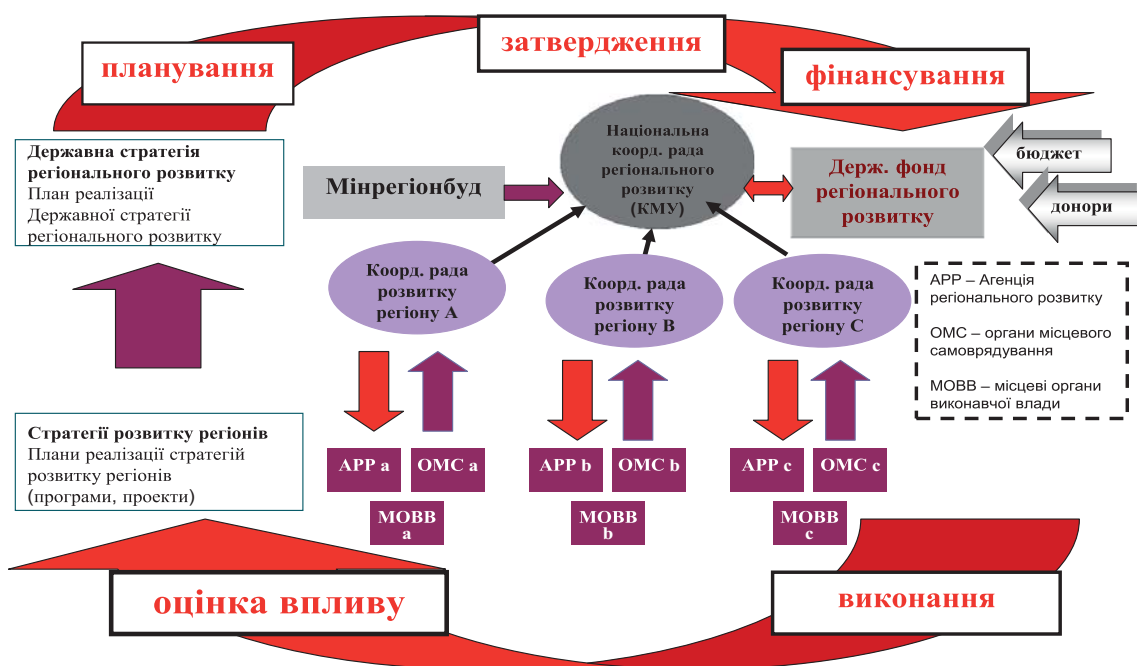 затвердження
планування
фінансування
Державна стратегія
регіонального розвитку
План реалізації
Державної стратегії
регіонального розвитку
Мінрегіонбуд
Національна
коорд. рада
регіонального
розвитку
(КМУ)
Держ. фонд
регіонального
розвитку
бюджет
донори
Коорд. рада
розвитку
регіону А
Коорд. рада
розвитку
регіону В
Коорд. рада
розвитку
регіону С
АРР – Агенція
регіонального розвитку
ОМС – органи місцевого
самоврядування
МОВВ – місцеві органи
виконавчої влади
Стратегії розвитку регіонів
Плани реалізації стратегій
розвитку регіонів
(програми, проекти)
АРР a
ОМС a
МОВВ
a
АРР b
ОМС b
МОВВ
b
АРР c
ОМС c
МОВВ
c
оцінка впливу
виконання